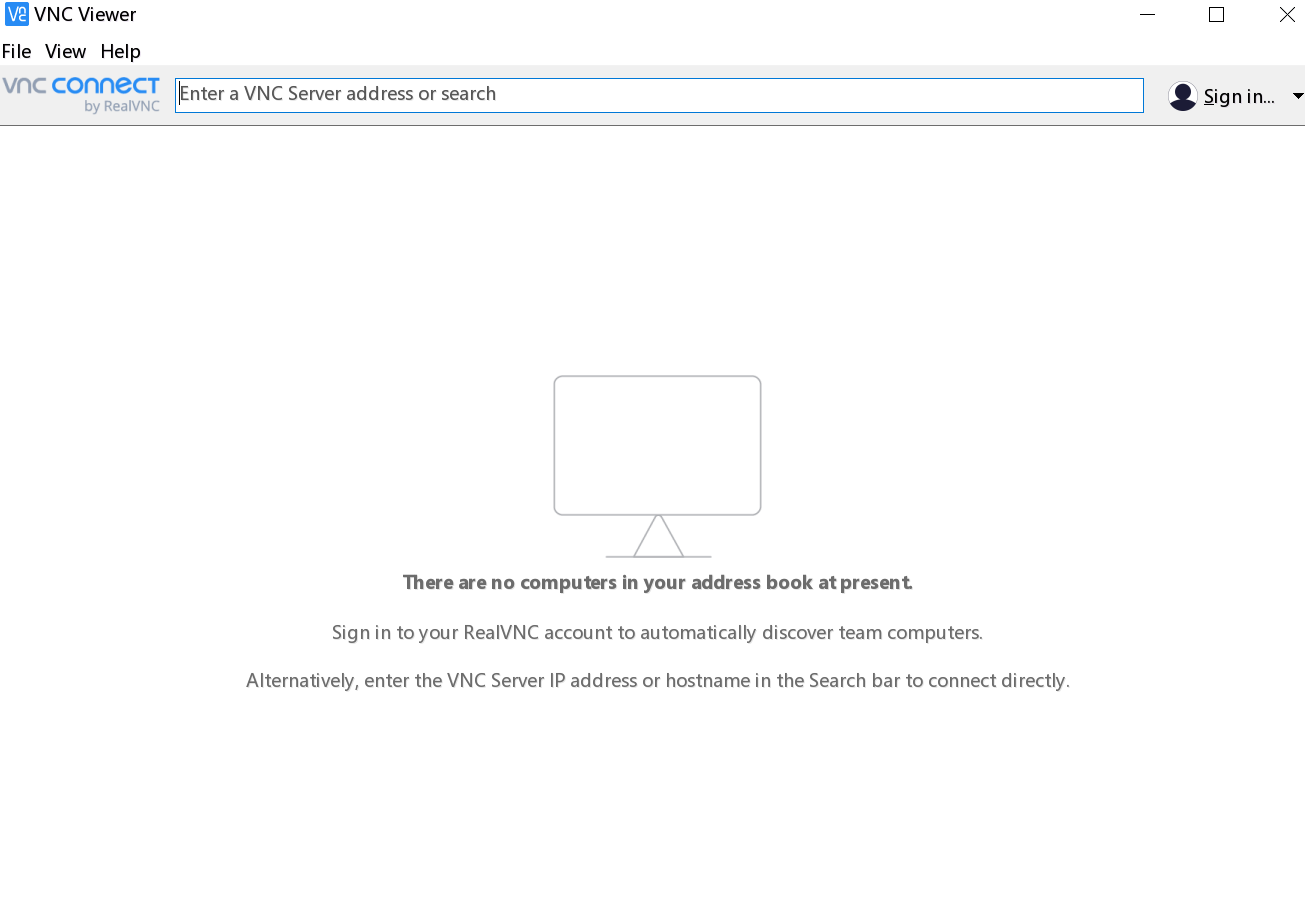 VNC Viewer
File View Help
vnc connect
by RealVNC
Enter a VNC Server address or search
Sign in...
There are no computers in your address book at present.
Sign in to your RealVNC account to automatically discover team computers.
Alternatively, enter the VNC Server IP address or hostname in the Search bar to connect directly.